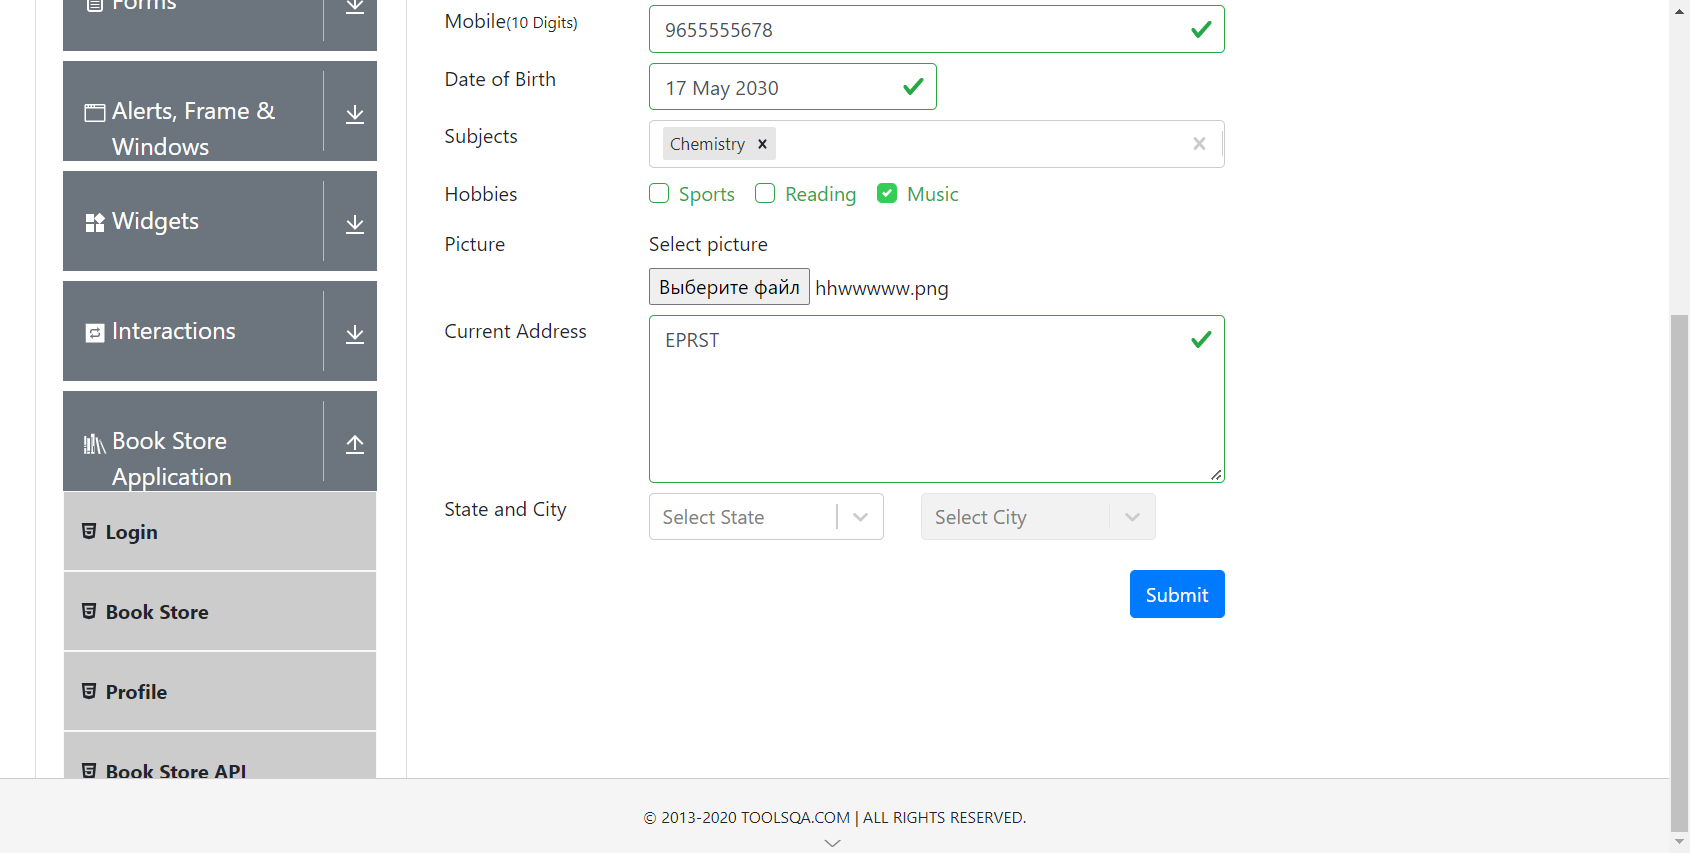 Forms
Alerts, Frame &
Windows
Widgets
Interactions
Book Store
Application
Login
Book Store
Profile
Book Store API
Mobile(10 Digits)
9655555678
Date of Birth
17 May 2030
Subjects
Chemistry
Hobbies
Sports Reading Music
Picture
Select picture
Выберите файл hhwwwww.png
Current Address
EPRST
State and City
Select State
Select City
Submit
© 2013-2020 TOOLSQA.COM | ALL RIGHTS RESERVED.